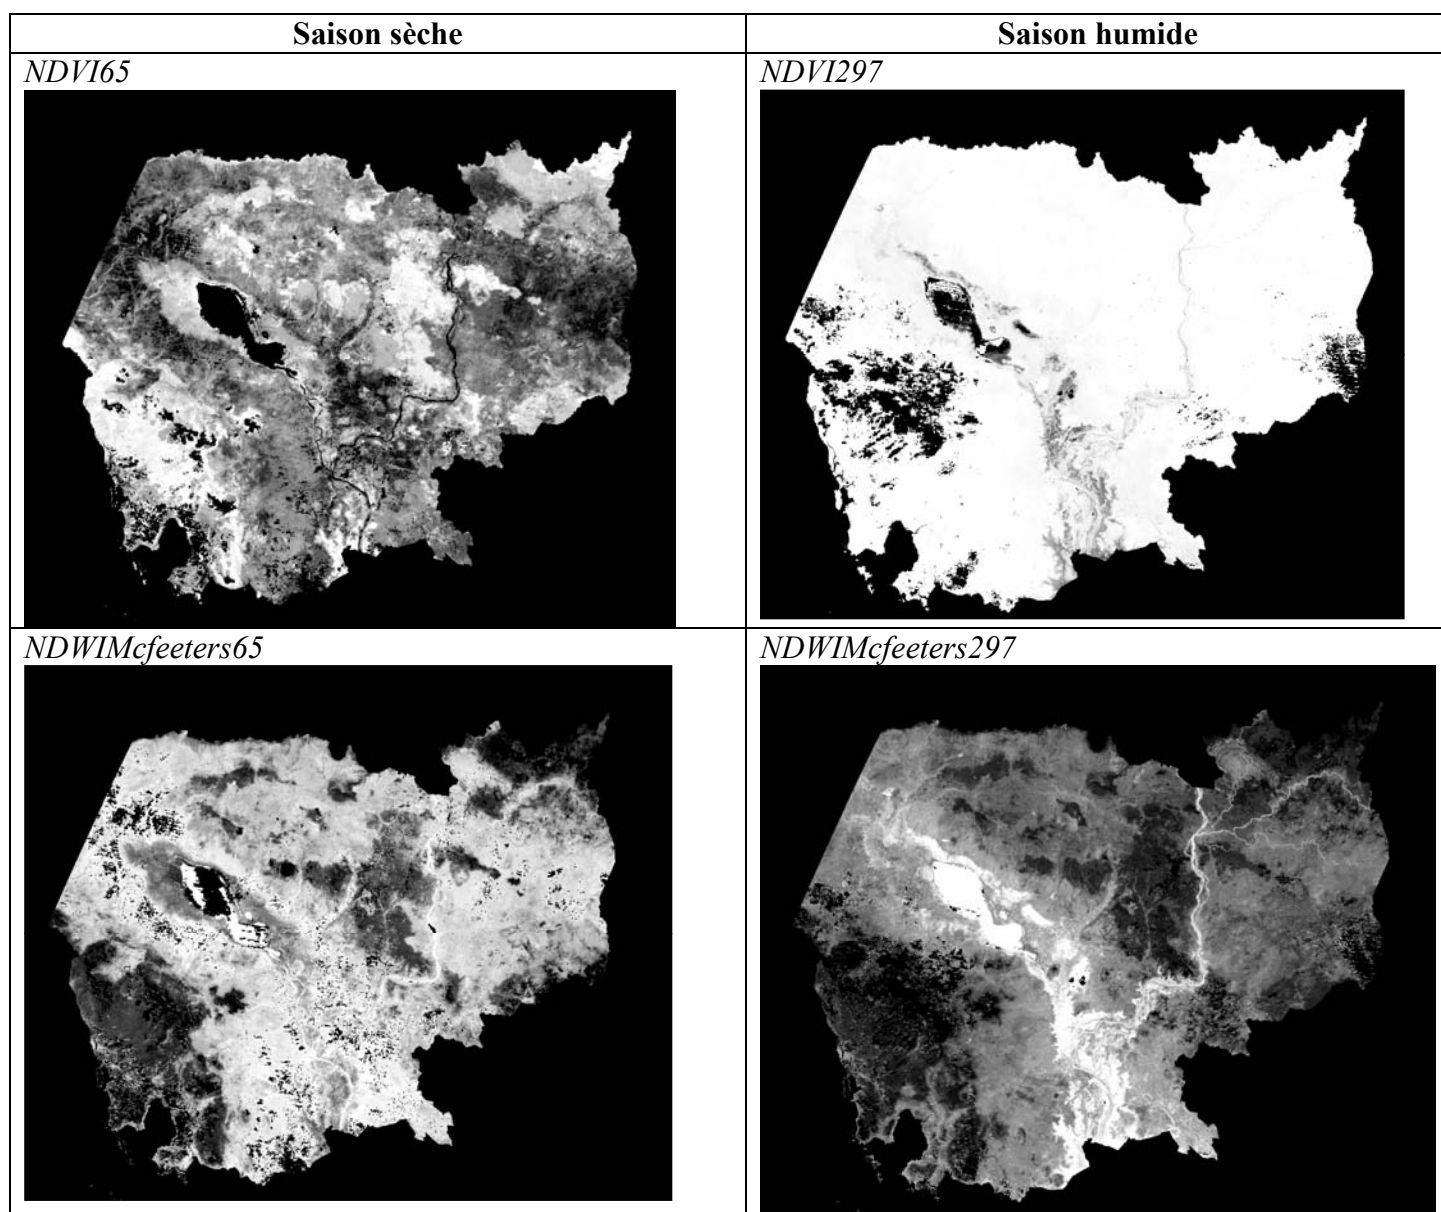 Saison sèche
Saison humide
NDVI65
NDVI297
NDWIMcfeeters65
NDWIMcfeeters297